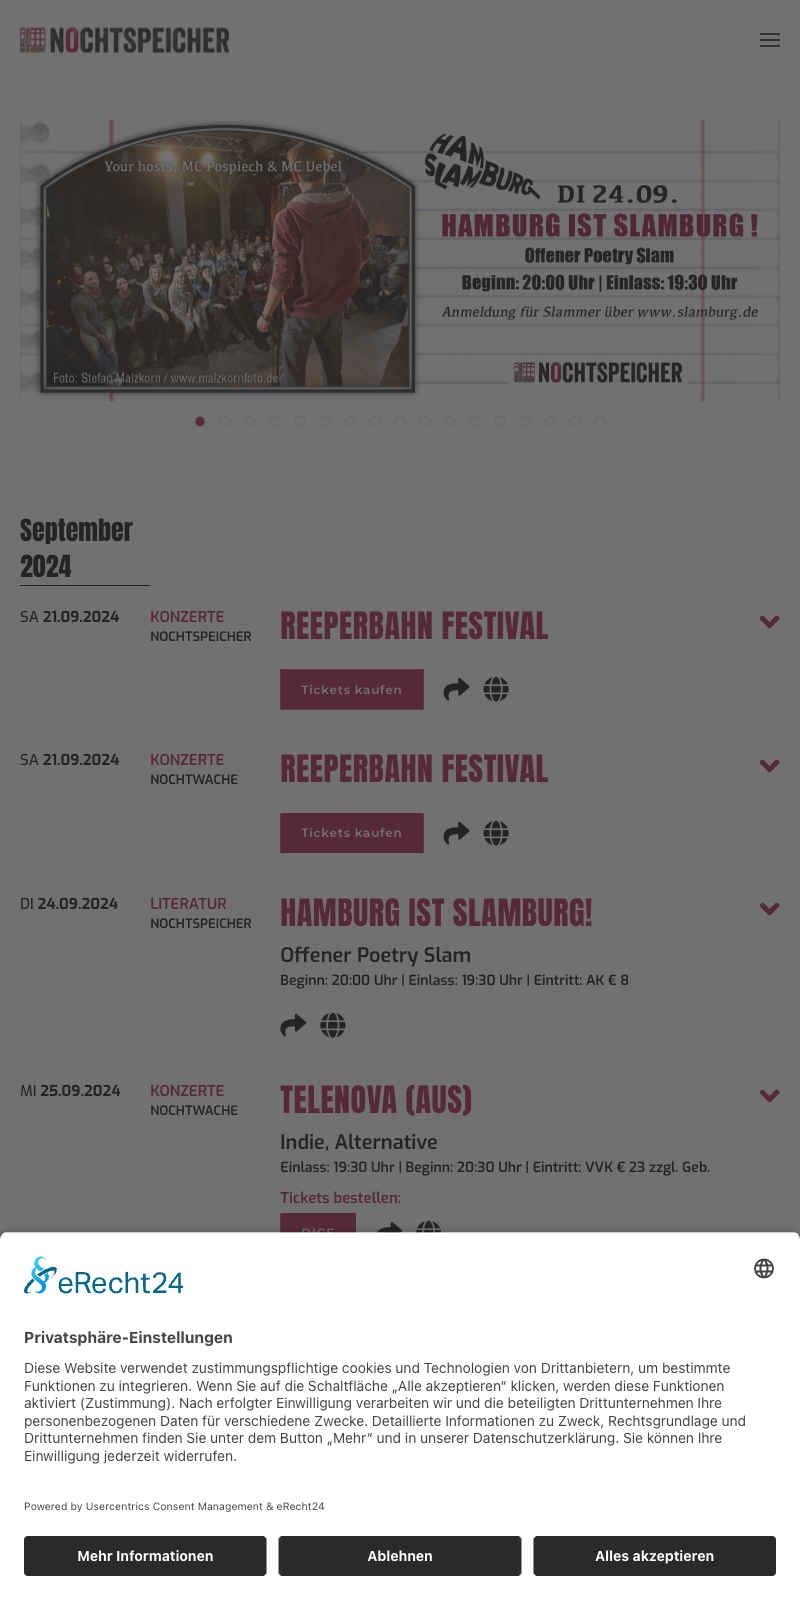 NOCHTSPEICHER
Your hosts: MC Pospiech & MC Uebel
HAMBURG
SLAMBURG
DI 24.09.
HAMBURG IST SLAMBURG !
Offener Poetry Slam
Beginn: 20:00 Uhr | Einlass: 19:30 Uhr
Anmeldung für Slammer über www.slamburg.de
Foto: Stefan Malzkorn / www.malzkornfoto.de
NOCHTSPEICHER
September
2024
SA 21.09.2024
KONZERTE
NOCHTSPEICHER
REEPERBAHN FESTIVAL
Tickets kaufen
SA 21.09.2024
KONZERTE
NOCHTWACHE
REEPERBAHN FESTIVAL
Tickets kaufen
DI 24.09.2024
LITERATUR
NOCHTSPEICHER
HAMBURG IST SLAMBURG!
Offener Poetry Slam
Beginn: 20:00 Uhr | Einlass: 19:30 Uhr | Eintritt: AK € 8
MI 25.09.2024
KONZERTE
NOCHTWACHE
TELENOVA (AUS)
Indie, Alternative
Einlass: 19:30 Uhr | Beginn: 20:30 Uhr | Eintritt: VVK € 23 zzgl. Geb.
Tickets bestellen:
DICE
eRecht24
Privatsphäre-Einstellungen
Diese Website verwendet zustimmungspflichtige cookies und Technologien von Drittanbietern, um bestimmte
Funktionen zu integrieren. Wenn Sie auf die Schaltfläche „Alle akzeptieren“ klicken, werden diese Funktionen
aktiviert (Zustimmung). Nach erfolgter Einwilligung verarbeiten wir und die beteiligten Drittunternehmen Ihre
personenbezogenen Daten für verschiedene Zwecke. Detaillierte Informationen zu Zweck, Rechtsgrundlage und
Drittunternehmen finden Sie unter dem Button „Mehr“ und in unserer Datenschutzerklärung. Sie können Ihre
Einwilligung jederzeit widerrufen.
Powered by Usercentrics Consent Management & eRecht24
Mehr Informationen
Ablehnen
Alles akzeptieren